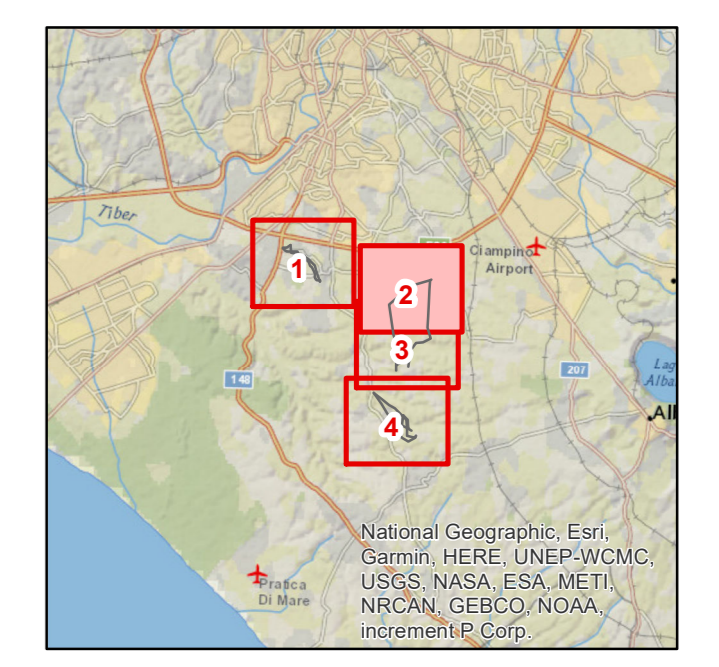 Tiber
Ciampino
Airport
1
2
3
148
207
Lag
Alba
Al
4
Pratica
Di Mare
National Geographic, Esri,
Garmin, HERE, UNEP-WCMC,
USGS, NASA, ESA, METI,
NRCAN, GEBCO, NOAA,
increment P Corp.